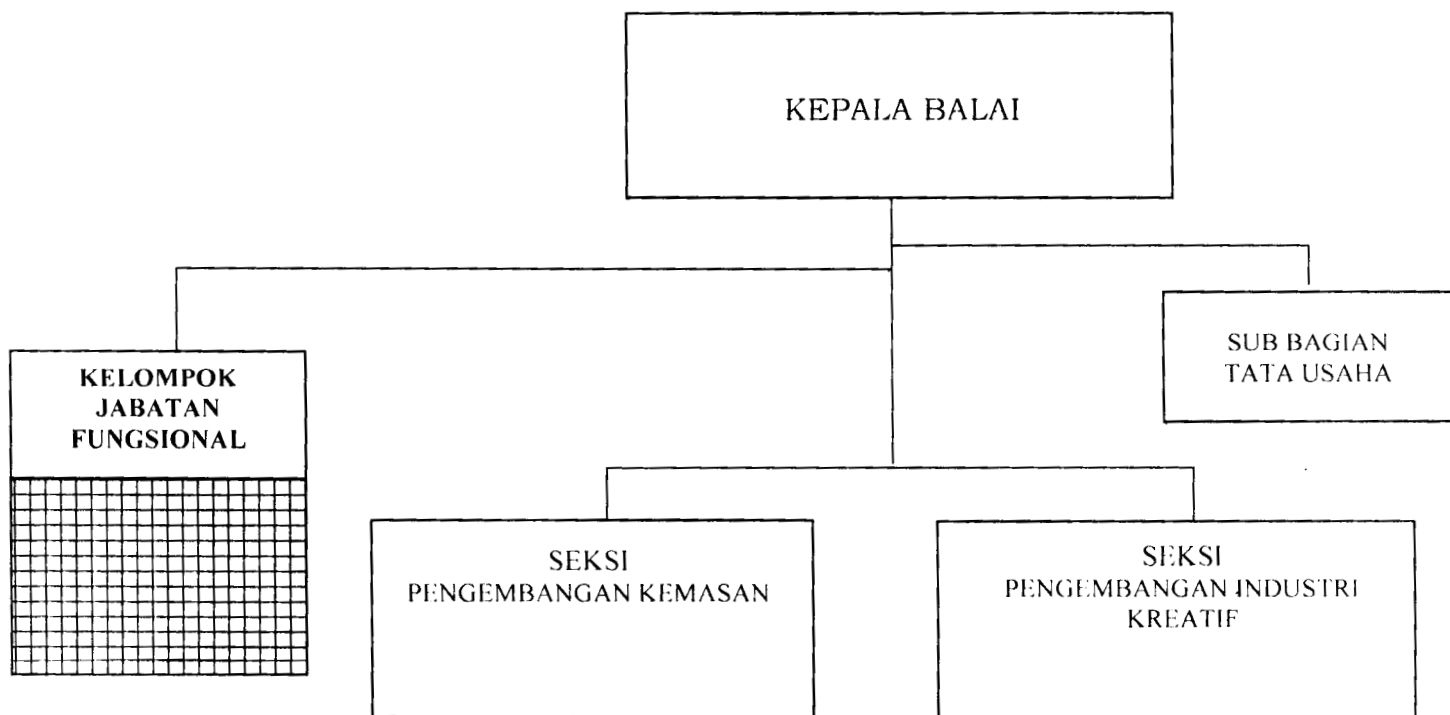 KEPALA BALAI
SUB BAGIAN
TATA USAHA
KELOMPOK
JABATAN
FUNGSIONAL
SEKSI
PENGEMBANGAN KEMASAN
SEKSI
PENGEMBANGAN INDUSTRI
KREATIF